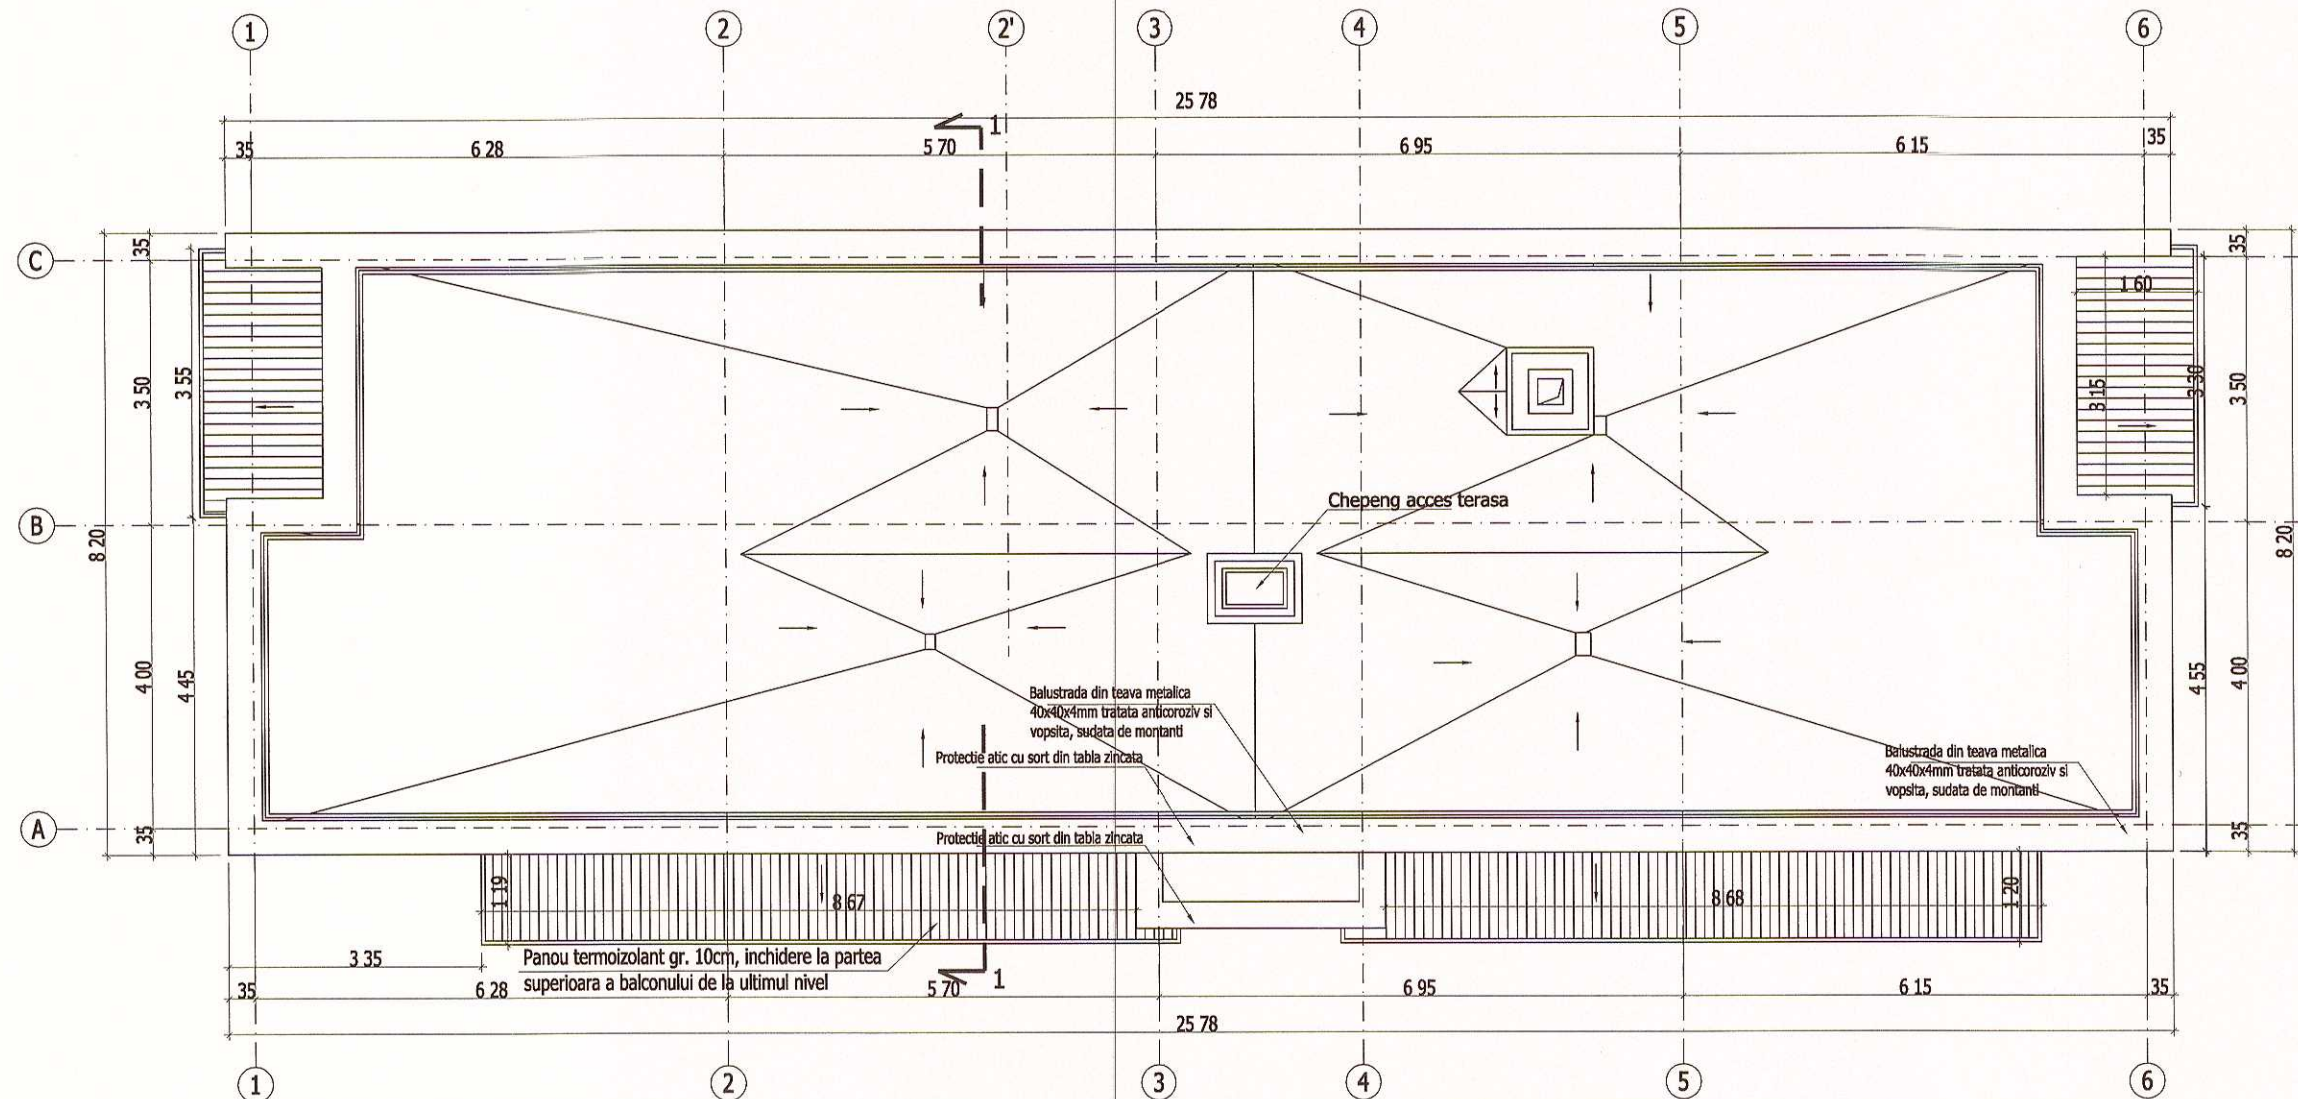 1 2 2' 3 4 5 6
25 78
1
35 6 28 5 70 6 95 6 15 35
C
35
35
1 60
3 50
3 55
3 15
3 30
3 50
Chepeng acces terasa
B
8 20
8 20
4 00
4 45
4 55
4 00
Balustrada din teava metalica
40x40x4mm tratata anticoroziv si
vopsita, sudata de montanti
Protectie atic cu sort din tabla zincata
Balustrada din teava metalica
40x40x4mm tratata anticoroziv si
vopsita, sudata de montanti
A
35
35
Protectie atic cu sort din tabla zincata
1 19
8 67
8 68
1 20
3 35
Panou termoizolant gr. 10cm, inchidere la partea
superioara a balconului de la ultimul nivel
1
35 6 28 5 70 6 95 6 15 35
25 78
1 2 3 4 5 6